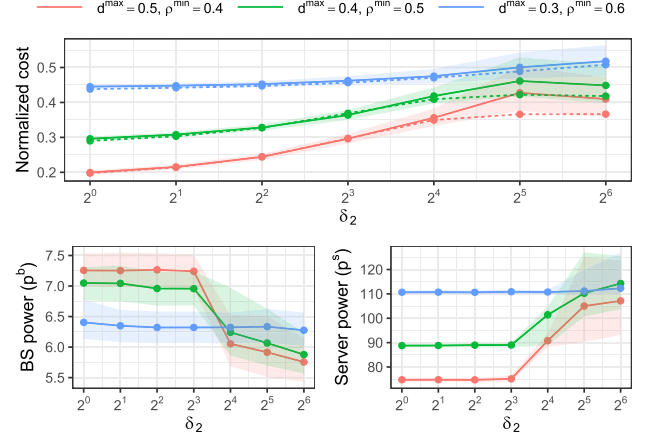 d^max = 0.5, ρ^min = 0.4 d^max = 0.4, ρ^min = 0.5 d^max = 0.3, ρ^min = 0.6
Normalized cost
0.5
0.4
0.3
0.2
2^0 2^1 2^2 2^3 2^4 2^5 2^6
δ_2
BS power (p^b)
7.5
7.0
6.5
6.0
5.5
2^0 2^1 2^2 2^3 2^4 2^5 2^6
δ_2
Server power (p^s)
120
110
100
90
80
2^0 2^1 2^2 2^3 2^4 2^5 2^6
δ_2